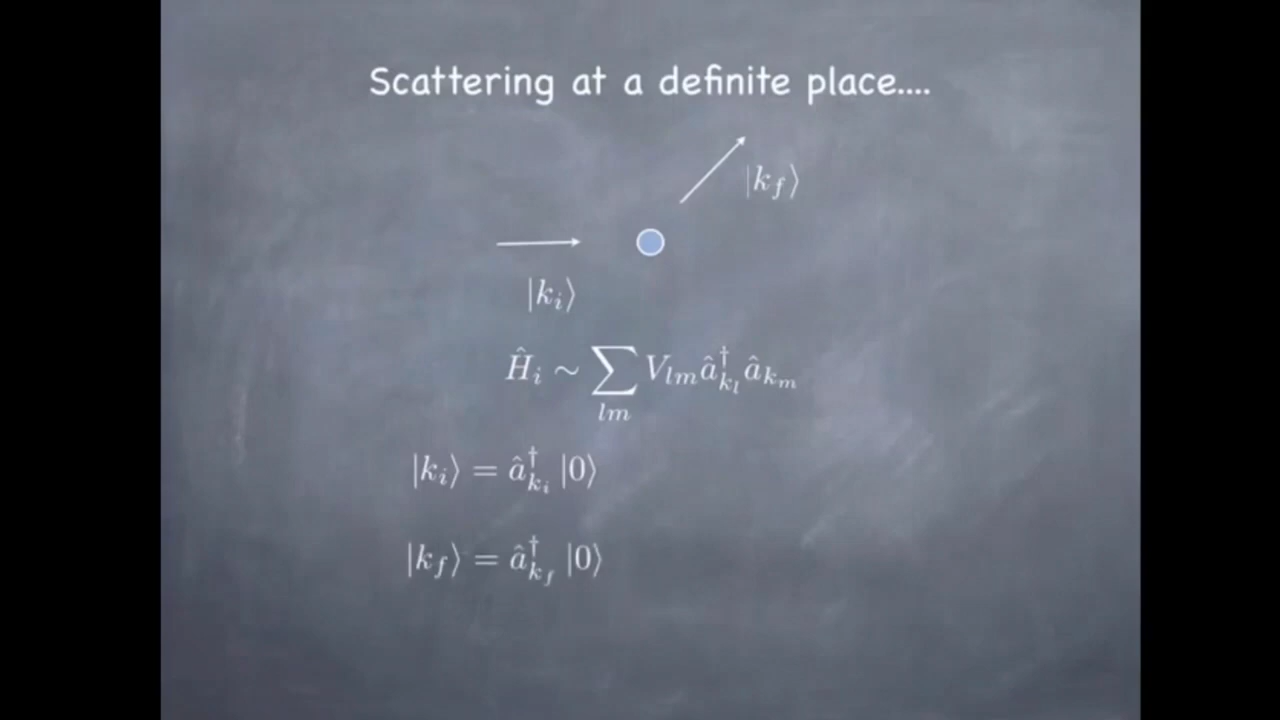 Scattering at a definite place....
|k_f⟩
|k_i⟩
Ĥ_i ∼ ∑_{lm} V_{lm} â†_{k_l} â_{k_m}
|k_i⟩ = â†_{k_i} |0⟩
|k_f⟩ = â†_{k_f} |0⟩